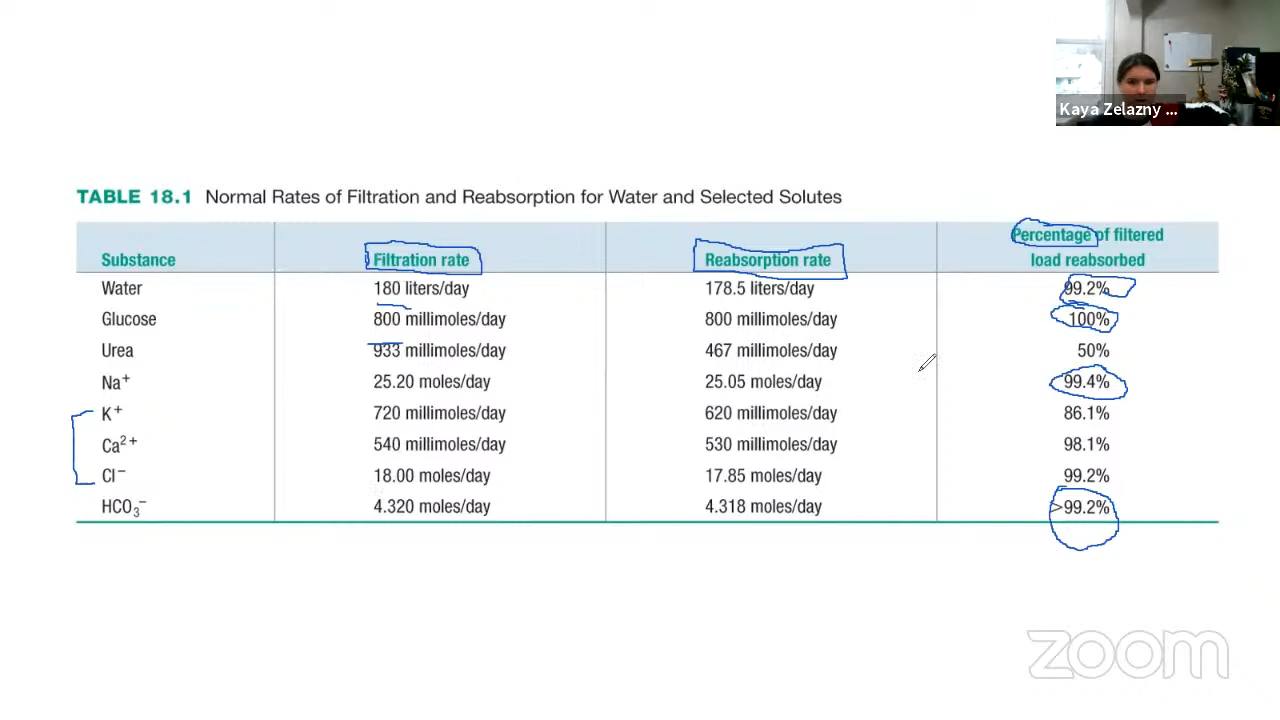 Kaya Zelazny ...
TABLE 18.1 Normal Rates of Filtration and Reabsorption for Water and Selected Solutes
Substance Filtration rate Reabsorption rate Percentage of filtered load reabsorbed
Water 180 liters/day 178.5 liters/day 99.2%
Glucose 800 millimoles/day 800 millimoles/day 100%
Urea 933 millimoles/day 467 millimoles/day 50%
Na⁺ 25.20 moles/day 25.05 moles/day 99.4%
K⁺ 720 millimoles/day 620 millimoles/day 86.1%
Ca²⁺ 540 millimoles/day 530 millimoles/day 98.1%
Cl⁻ 18.00 moles/day 17.85 moles/day 99.2%
HCO₃⁻ 4.320 moles/day 4.318 moles/day >99.2%
zoom